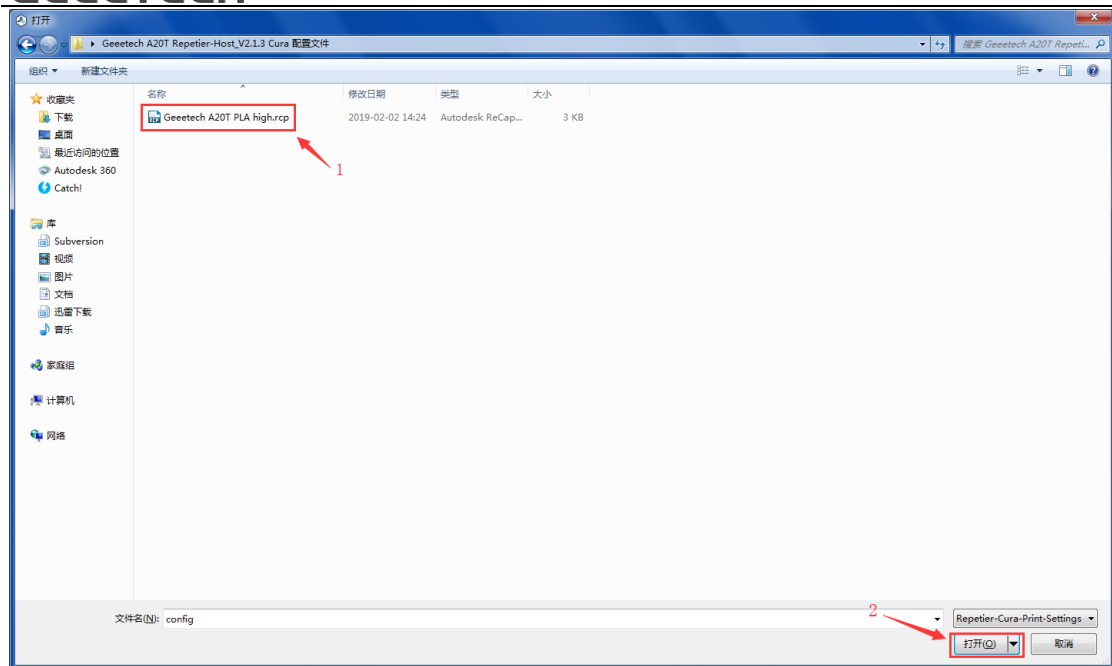 打开
Geeetech A20T Repetier-Host_V2.1.3 Cura 配置文件
搜索 Geeetech A20T Repeti...
组织 新建文件夹
名称 修改日期 类型 大小
Geeetech A20T PLA high.rcp 2019-02-02 14:24 Autodesk ReCap... 3 KB
1
收藏夹
下载
桌面
最近访问的位置
Autodesk 360
Catch!
库
Subversion
视频
图片
文档
迅雷下载
音乐
家庭组
计算机
网络
2
文件名(N): config
Repetier-Cura-Print-Settings
打开(O) 取消